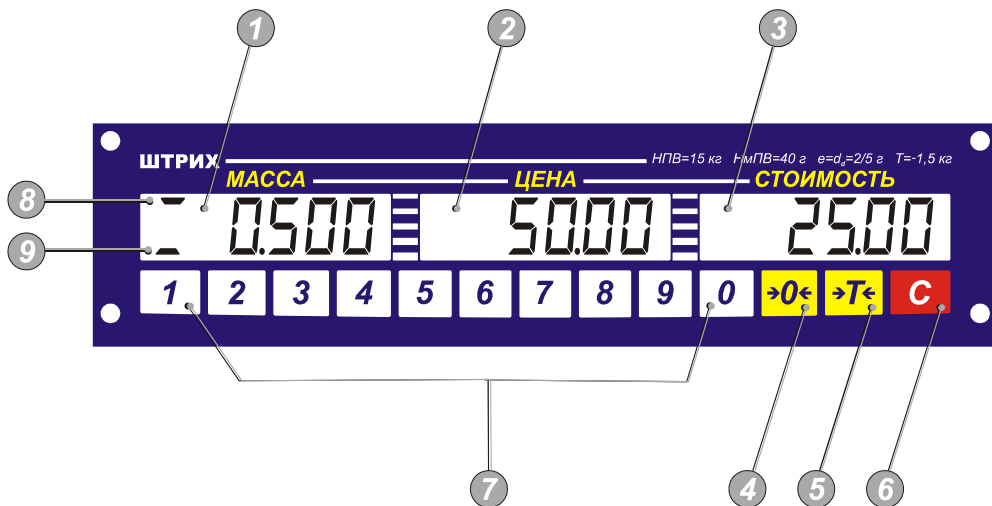 1 2 3
ШТРИХ НПВ=15 кг НмПВ=40 г e=dd=2/5 г Т=-1,5 кг
МАССА ЦЕНА СТОИМОСТЬ
8
0.500 50.00 25.00
9
1 2 3 4 5 6 7 8 9 0 →0← →T← C
7 4 5 6